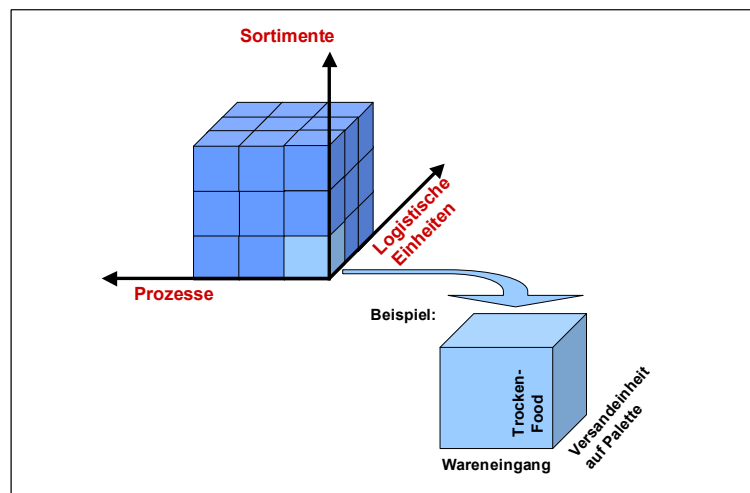 Sortimente
Logistische
Einheiten
Prozesse
Beispiel:
Trocken-
Food
Versandeinheit
auf Palette
Wareneingang